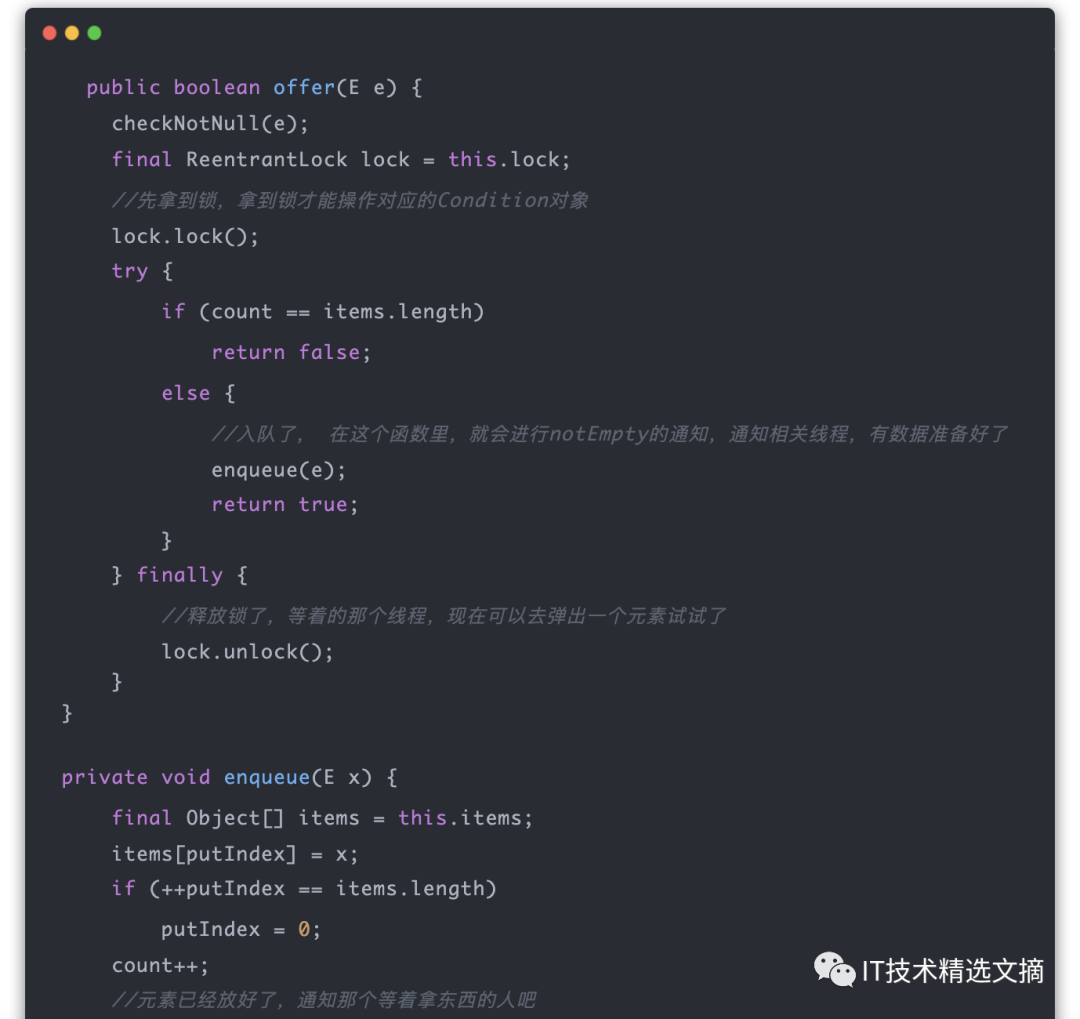 public boolean offer(E e) {
checkNotNull(e);
final ReentrantLock lock = this.lock;
//先拿到锁，拿到锁才能操作对应的Condition对象
lock.lock();
try {
if (count == items.length)
return false;
else {
//入队了， 在这个函数里，就会进行notEmpty的通知，通知相关线程，有数据准备好了
enqueue(e);
return true;
}
} finally {
//释放锁了，等着的那个线程，现在可以去弹出一个元素试试了
lock.unlock();
}
}
private void enqueue(E x) {
final Object[] items = this.items;
items[putIndex] = x;
if (++putIndex == items.length)
putIndex = 0;
count++;
//元素已经放好了，通知那个等着拿东西的人吧
IT技术精选文摘